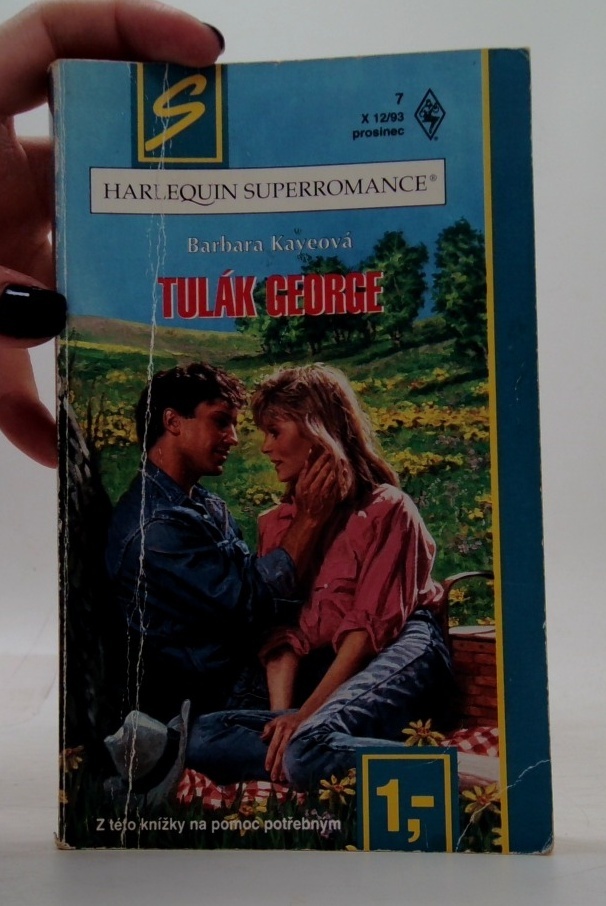 S
7
X 12/93
prosinec
HARLEQUIN SUPERROMANCE®
Barbara Kayeová
TULÁK GEORGE
1,-
Z této knížky na pomoc potřebným